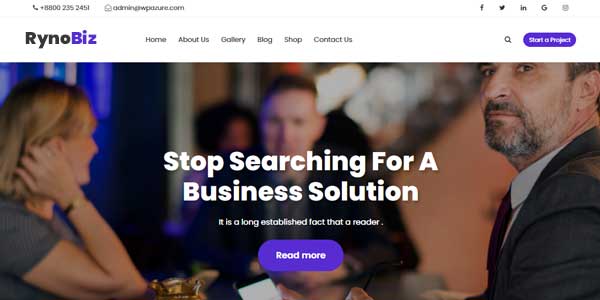 +8800 235 2451 admin@wpazure.com
RynoBiz
Home About Us Gallery Blog Shop Contact Us
Start a Project
Stop Searching For A
Business Solution
It is a long established fact that a reader .
Read more